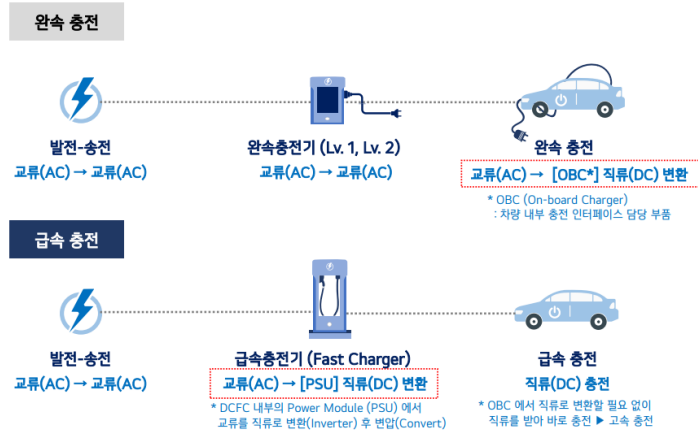 완속 충전
발전-송전
교류(AC) → 교류(AC)
완속충전기 (Lv. 1, Lv. 2)
교류(AC) → 교류(AC)
완속 충전
교류(AC) → [OBC*] 직류(DC) 변환
* OBC (On-board Charger)
: 차량 내부 충전 인터페이스 담당 부품
급속 충전
발전-송전
교류(AC) → 교류(AC)
급속충전기 (Fast Charger)
교류(AC) → [PSU] 직류(DC) 변환
* DCFC 내부의 Power Module (PSU) 에서
교류를 직류로 변환(Inverter) 후 변압(Convert)
급속 충전
직류(DC) 충전
* OBC 에서 직류로 변환할 필요 없이
직류를 받아 바로 충전 ▶ 고속 충전